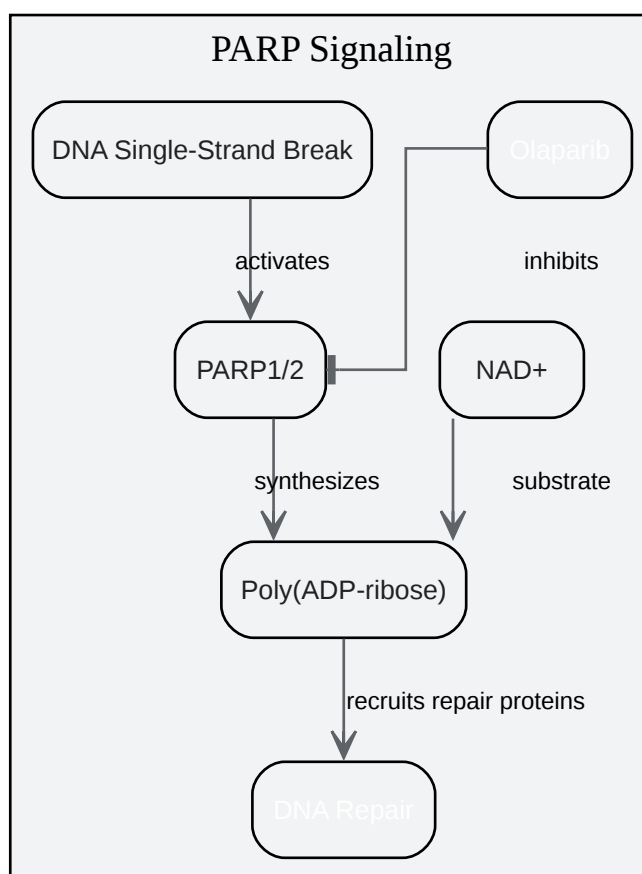 PARP Signaling
DNA Single-Strand Break
Olaparib
activates
inhibits
PARP1/2
NAD+
synthesizes
substrate
Poly(ADP-ribose)
recruits repair proteins
DNA Repair